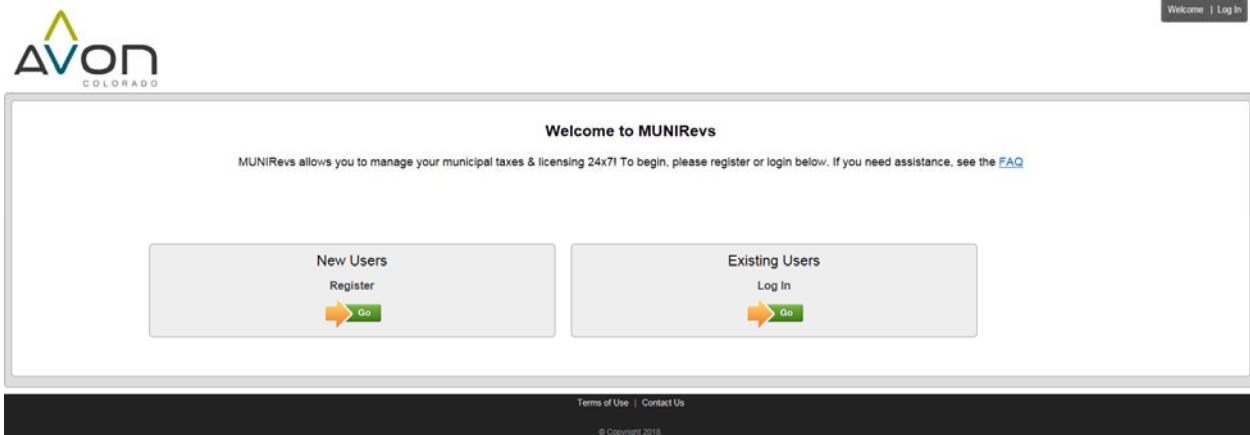 Welcome | Log In
AVON
COLORADO
Welcome to MUNIRevs
MUNIRevs allows you to manage your municipal taxes & licensing 24x7! To begin, please register or login below. If you need assistance, see the FAQ
New Users
Register
Go
Existing Users
Log In
Go
Terms of Use | Contact Us
© Copyright 2018.